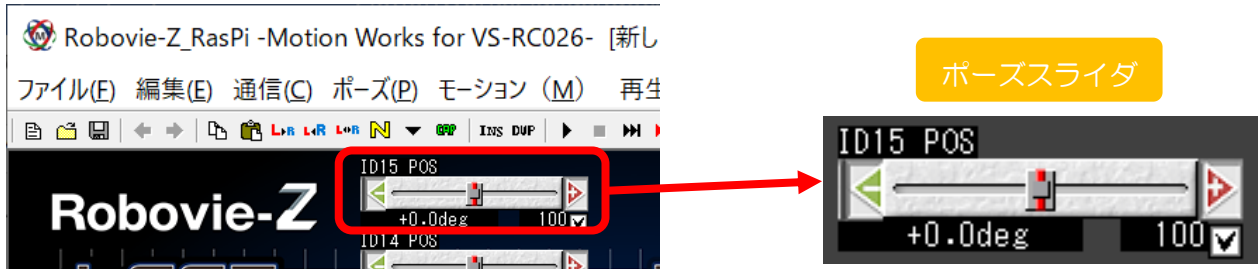 Robovie-Z_RasPi -Motion Works for VS-RC026- [新し
ファイル(F) 編集(E) 通信(C) ポーズ(P) モーション（M） 再生
L▸R L◂R L↔R N CAP INS DUP
Robovie-Z
ID15 POS
+0.0deg 100
ID14 POS
ポーズスライダ
ID15 POS
+0.0deg 100